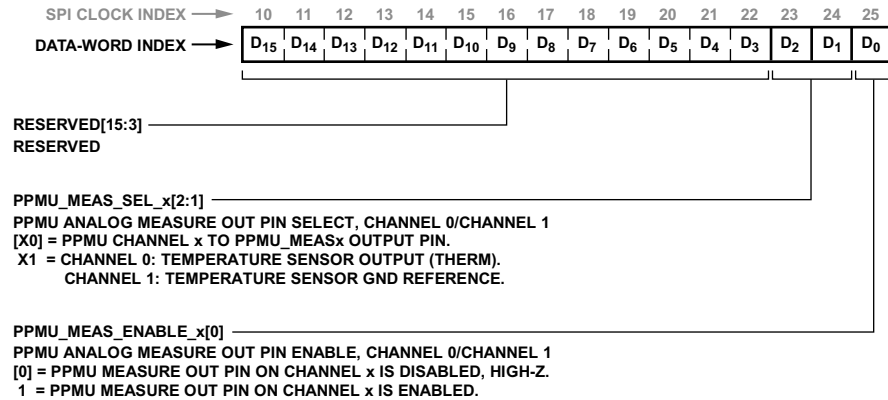 SPI CLOCK INDEX 10 11 12 13 14 15 16 17 18 19 20 21 22 23 24 25
DATA-WORD INDEX D15 D14 D13 D12 D11 D10 D9 D8 D7 D6 D5 D4 D3 D2 D1 D0
RESERVED[15:3]
RESERVED
PPMU_MEAS_SEL_x[2:1]
PPMU ANALOG MEASURE OUT PIN SELECT, CHANNEL 0/CHANNEL 1
[X0] = PPMU CHANNEL x TO PPMU_MEASx OUTPUT PIN.
X1 = CHANNEL 0: TEMPERATURE SENSOR OUTPUT (THERM).
CHANNEL 1: TEMPERATURE SENSOR GND REFERENCE.
PPMU_MEAS_ENABLE_x[0]
PPMU ANALOG MEASURE OUT PIN ENABLE, CHANNEL 0/CHANNEL 1
[0] = PPMU MEASURE OUT PIN ON CHANNEL x IS DISABLED, HIGH-Z.
1 = PPMU MEASURE OUT PIN ON CHANNEL x IS ENABLED.